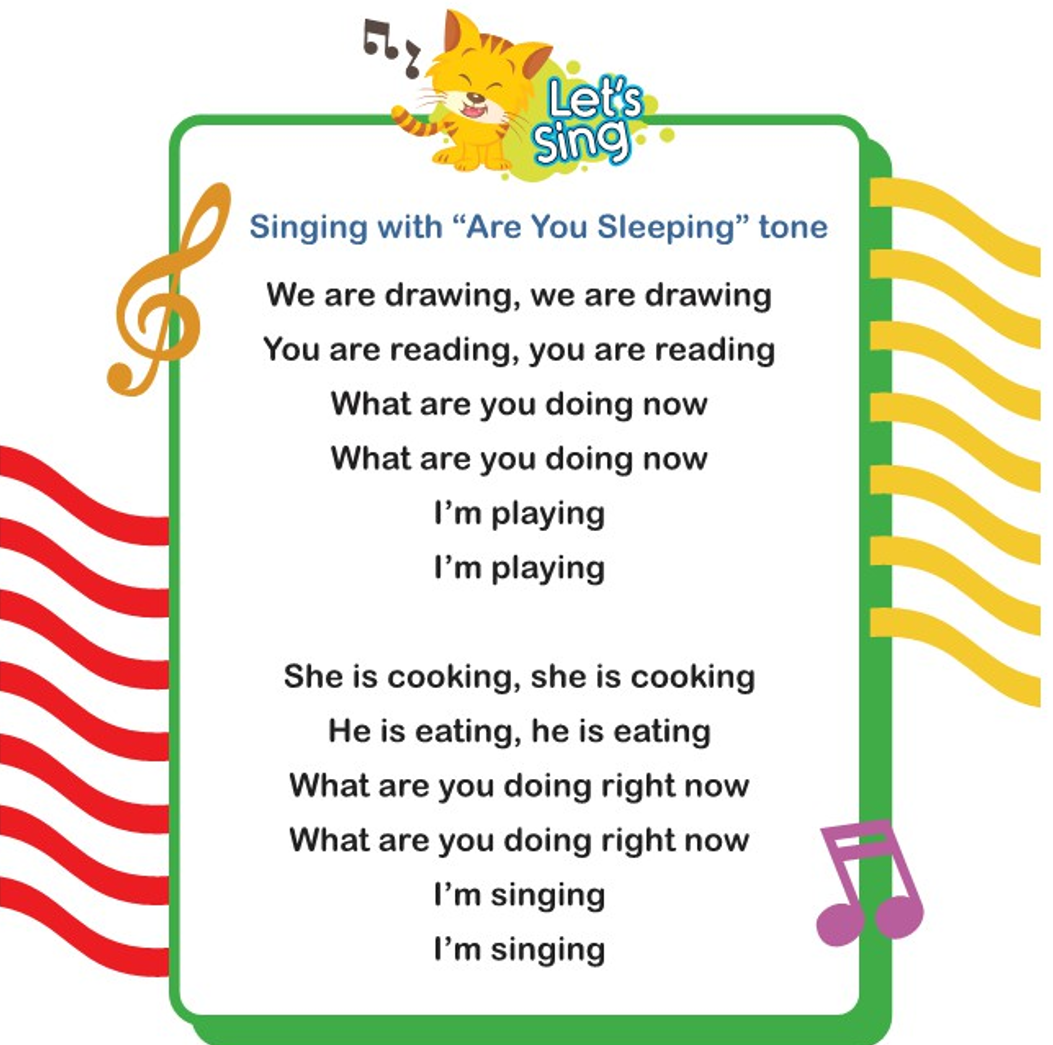 Let's
Sing
Singing with “Are You Sleeping” tone
We are drawing, we are drawing
You are reading, you are reading
What are you doing now
What are you doing now
I’m playing
I’m playing
She is cooking, she is cooking
He is eating, he is eating
What are you doing right now
What are you doing right now
I’m singing
I’m singing